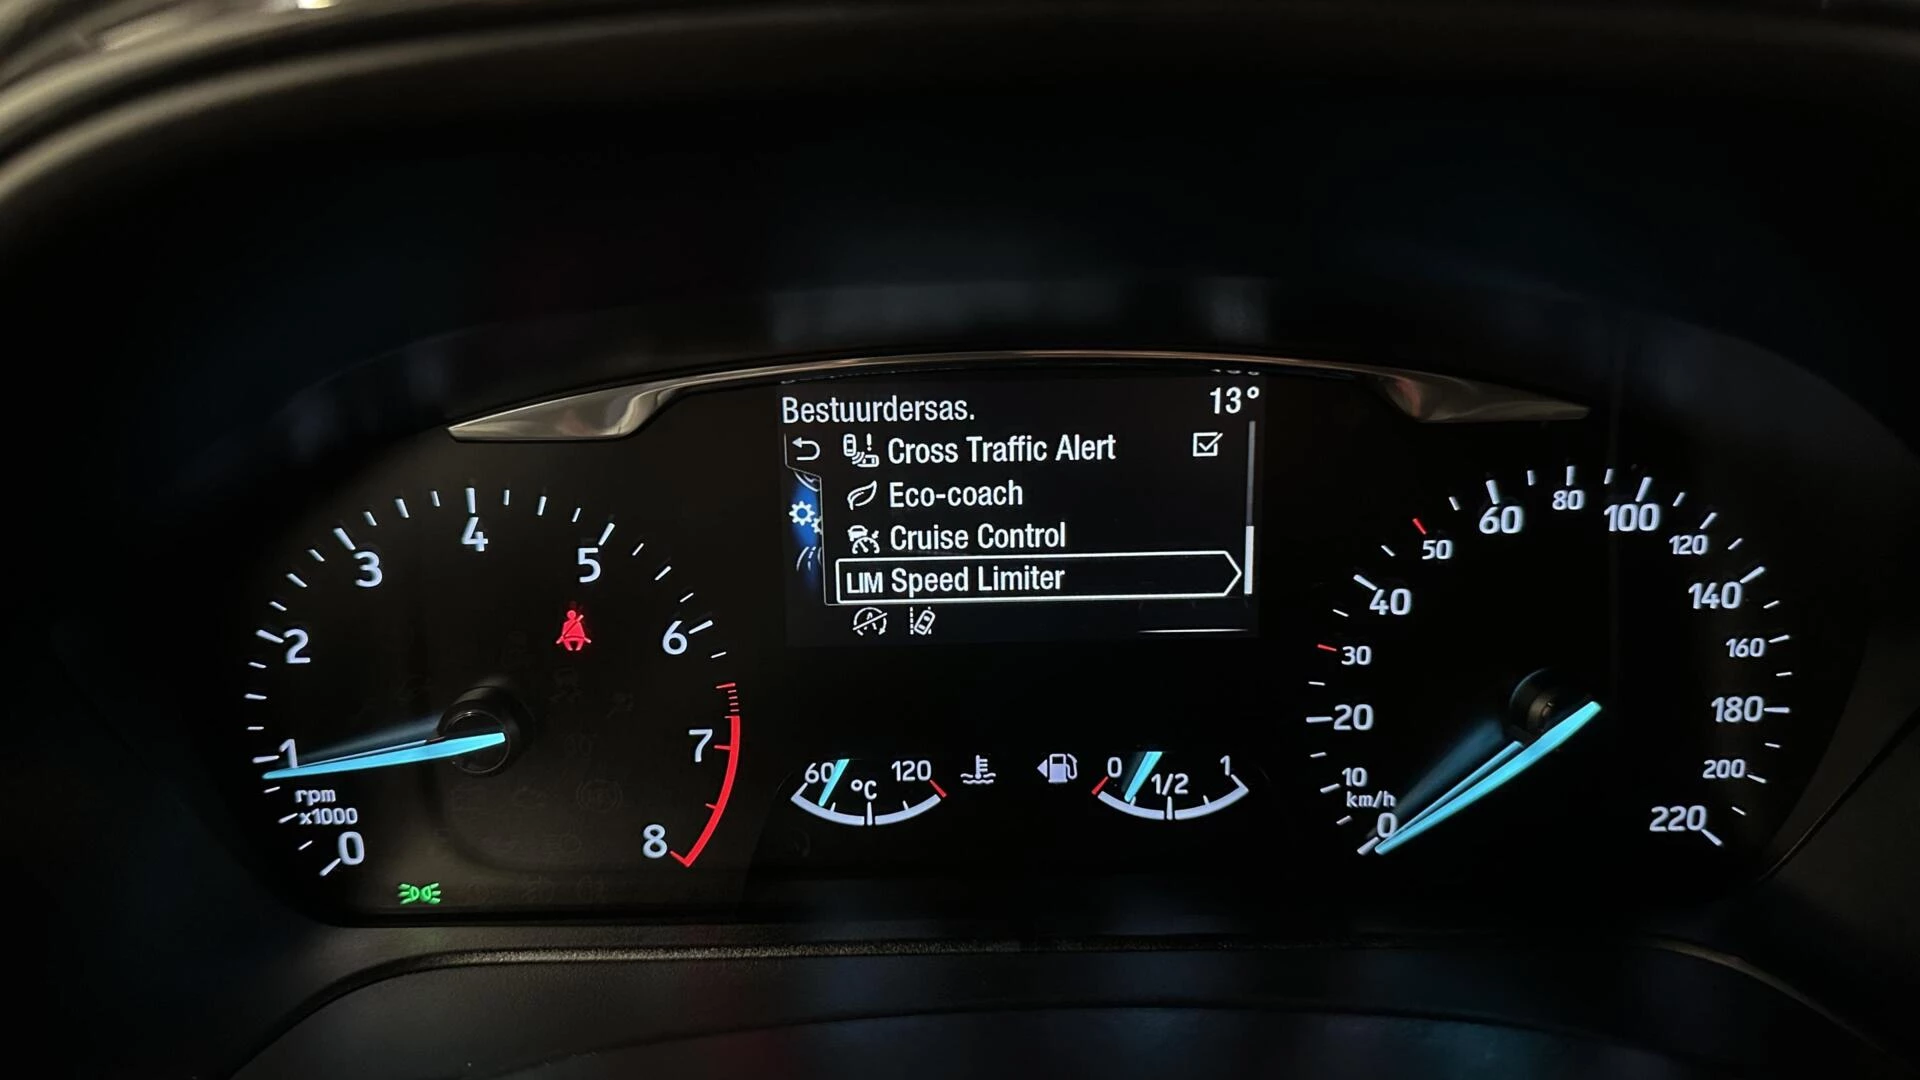 Bestuurdersas. 13°
Cross Traffic Alert
Eco-coach
Cruise Control
LIM Speed Limiter
0
1
2
3
4
5
6
7
8
rpm
x1000
60 °C 120
0 1/2 1
0
10
20
30
40
50
60
80
100
120
140
160
180
200
220
km/h